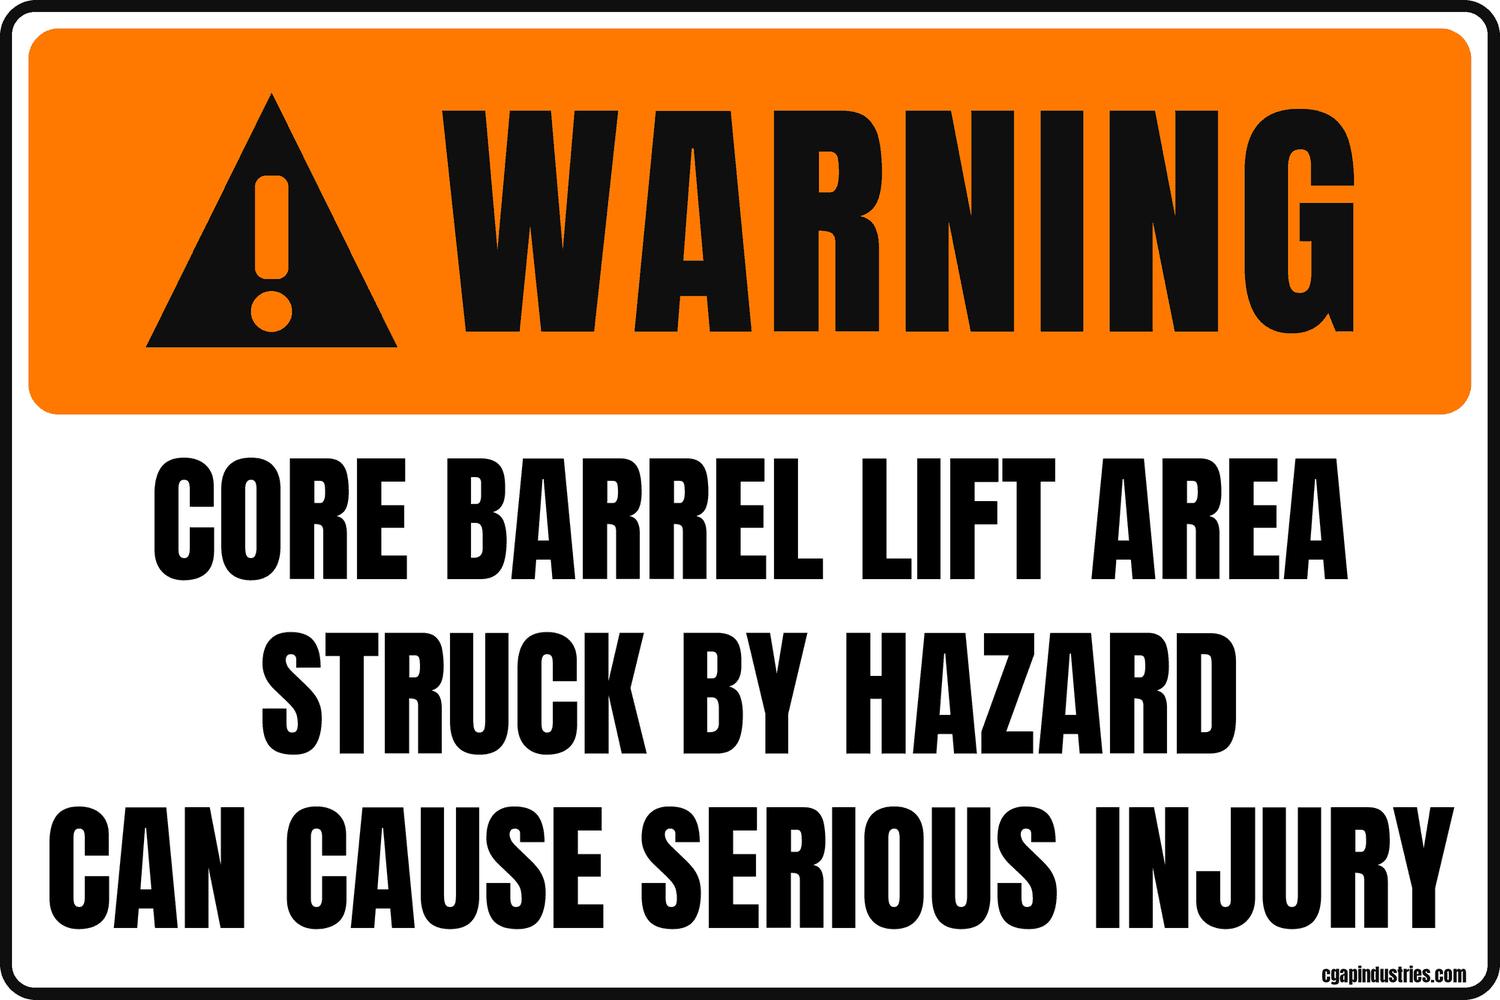 WARNING
CORE BARREL LIFT AREA
STRUCK BY HAZARD
CAN CAUSE SERIOUS INJURY
cgapindustries.com